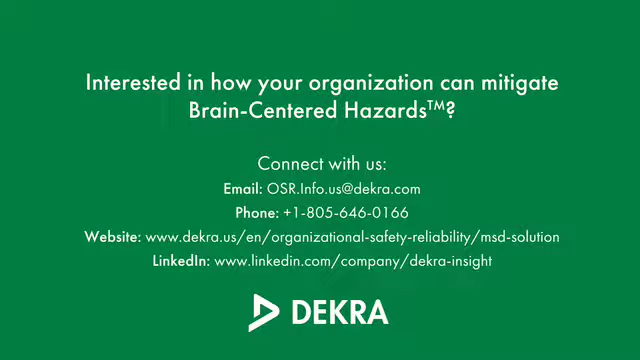 Interested in how your organization can mitigate
Brain-Centered Hazards™?
Connect with us:
Email: OSR.Info.us@dekra.com
Phone: +1-805-646-0166
Website: www.dekra.us/en/organizational-safety-reliability/msd-solution
LinkedIn: www.linkedin.com/company/dekra-insight
DEKRA